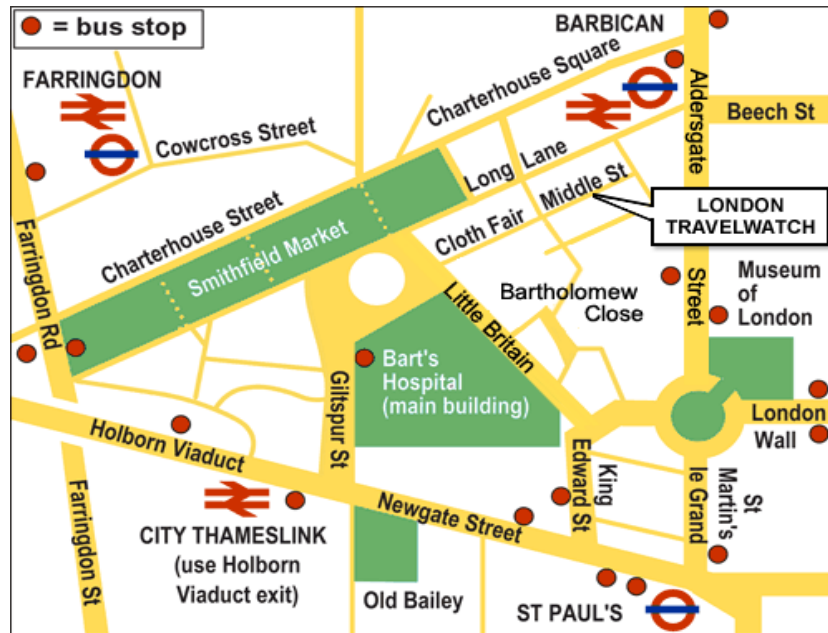 = bus stop
BARBICAN
FARRINGDON
Charterhouse Square
Aldersgate
Street
Beech St
Cowcross Street
Long Lane
Middle St
LONDON
TRAVELWATCH
Charterhouse Street
Smithfield Market
Cloth Fair
Farringdon Rd
Little Britain
Bartholomew
Close
Museum
of
London
Bart's
Hospital
(main building)
Giltspur St
London
Wall
Holborn Viaduct
King
Edward St
St
Martin's
le Grand
Farringdon St
Newgate Street
CITY THAMESLINK
(use Holborn
Viaduct exit)
Old Bailey
ST PAUL'S